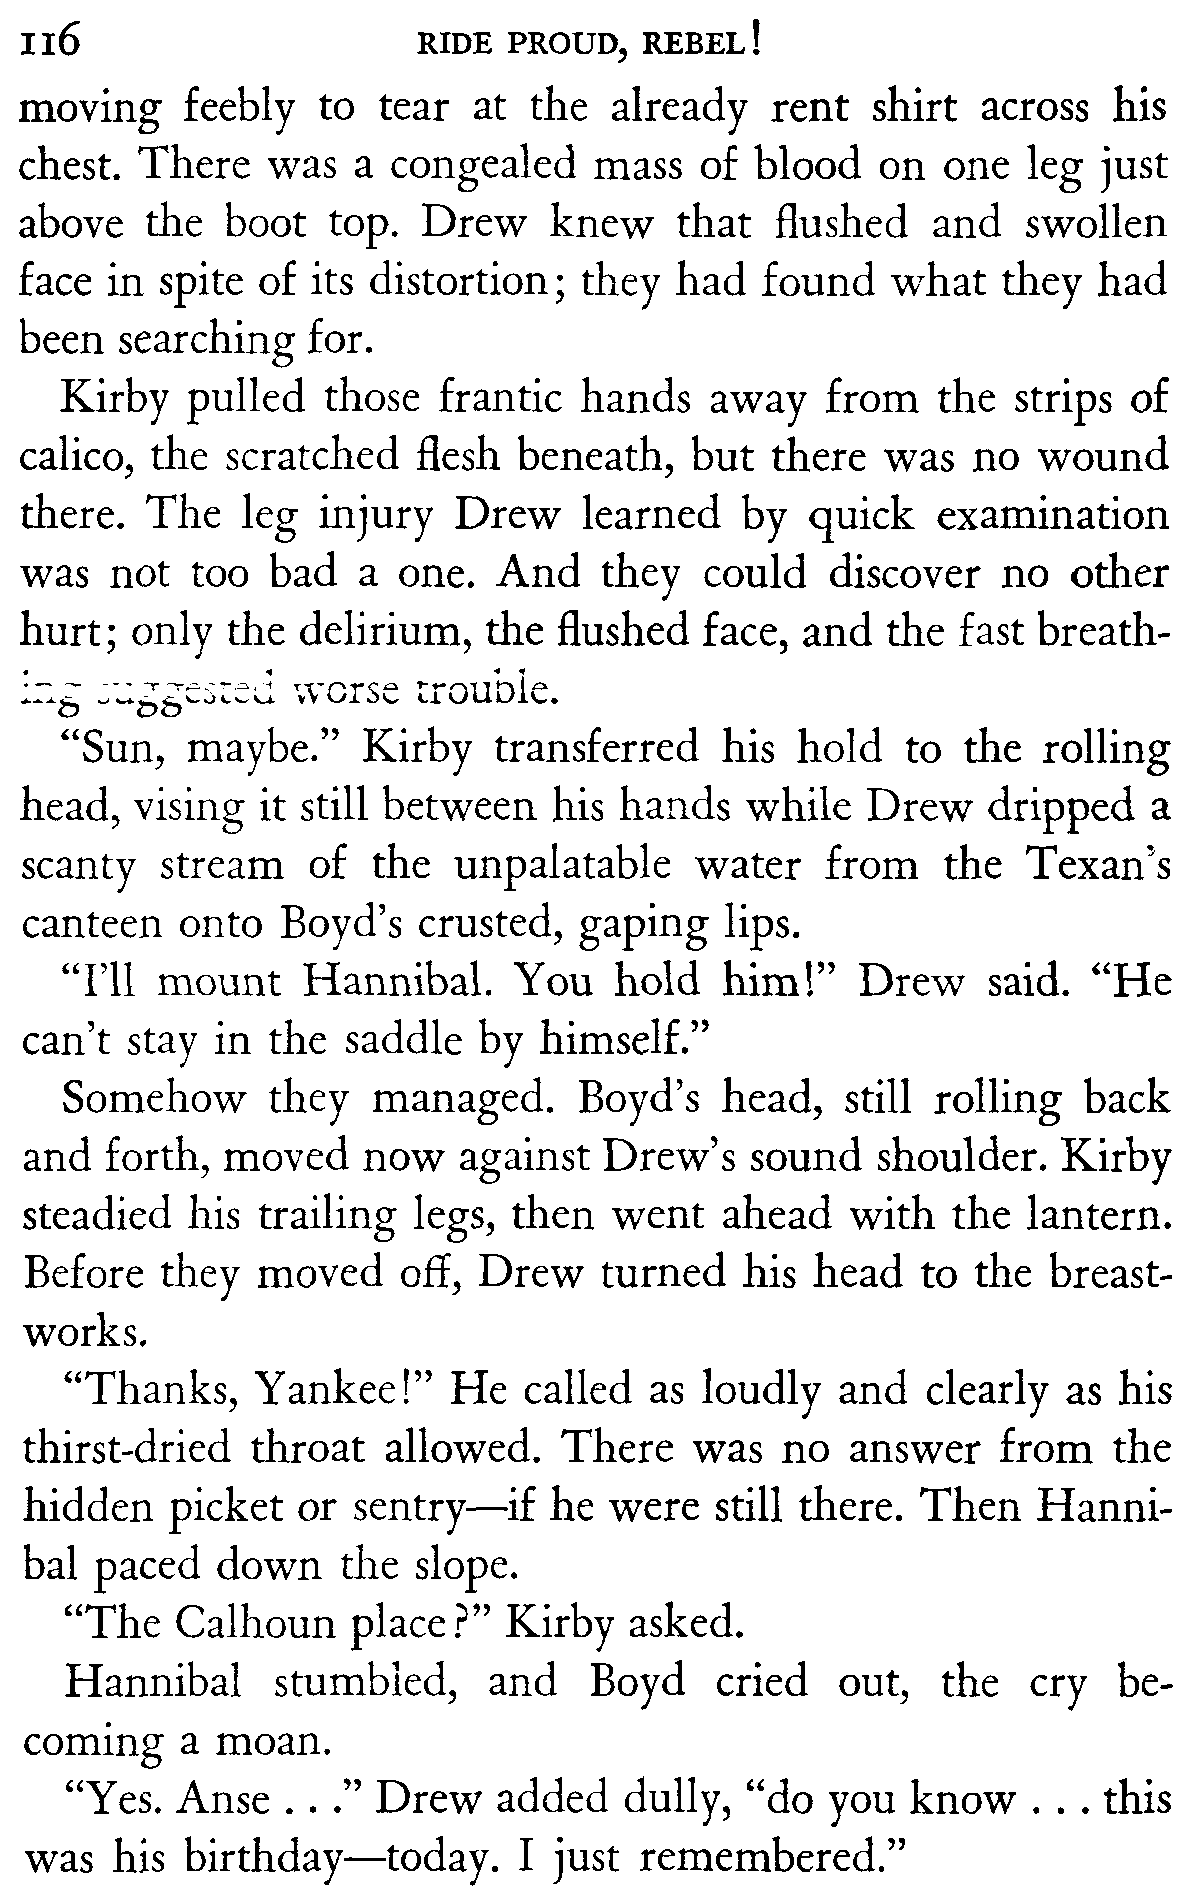 116 RIDE PROUD, REBEL!
moving feebly to tear at the already rent shirt across his
chest. There was a congealed mass of blood on one leg just
above the boot top. Drew knew that flushed and swollen
face in spite of its distortion; they had found what they had
been searching for.
Kirby pulled those frantic hands away from the strips of
calico, the scratched flesh beneath, but there was no wound
there. The leg injury Drew learned by quick examination
was not too bad a one. And they could discover no other
hurt; only the delirium, the flushed face, and the fast breath-
ing suggested worse trouble.
“Sun, maybe.” Kirby transferred his hold to the rolling
head, vising it still between his hands while Drew dripped a
scanty stream of the unpalatable water from the Texan’s
canteen onto Boyd’s crusted, gaping lips.
“I’ll mount Hannibal. You hold him!” Drew said. “He
can’t stay in the saddle by himself.”
Somehow they managed. Boyd’s head, still rolling back
and forth, moved now against Drew’s sound shoulder. Kirby
steadied his trailing legs, then went ahead with the lantern.
Before they moved off, Drew turned his head to the breast-
works.
“Thanks, Yankee!” He called as loudly and clearly as his
thirst-dried throat allowed. There was no answer from the
hidden picket or sentry—if he were still there. Then Hanni-
bal paced down the slope.
“The Calhoun place?” Kirby asked.
Hannibal stumbled, and Boyd cried out, the cry be-
coming a moan.
“Yes. Anse . . .” Drew added dully, “do you know . . . this
was his birthday—today. I just remembered.”